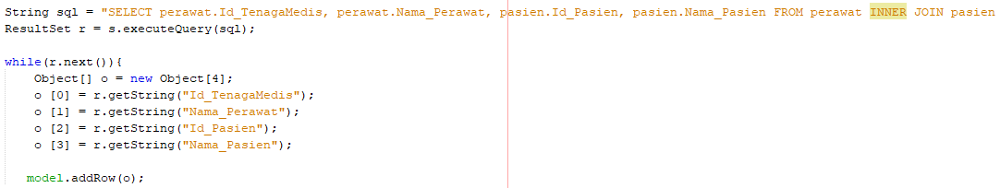 String sql = "SELECT perawat.Id_TenagaMedis, perawat.Nama_Perawat, pasien.Id_Pasien, pasien.Nama_Pasien FROM perawat INNER JOIN pasien
ResultSet r = s.executeQuery(sql);
while(r.next()){
Object[] o = new Object[4];
o [0] = r.getString("Id_TenagaMedis");
o [1] = r.getString("Nama_Perawat");
o [2] = r.getString("Id_Pasien");
o [3] = r.getString("Nama_Pasien");
model.addRow(o);